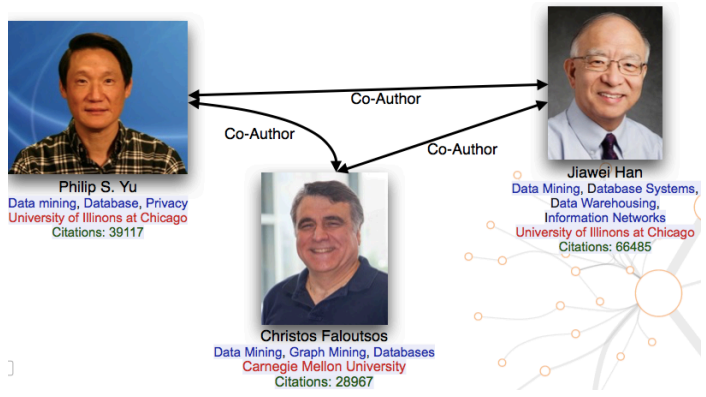 Co-Author
Co-Author
Co-Author
Philip S. Yu
Data mining, Database, Privacy
University of Illinons at Chicago
Citations: 39117
Jiawei Han
Data Mining, Database Systems,
Data Warehousing,
Information Networks
University of Illinons at Chicago
Citations: 66485
Christos Faloutsos
Data Mining, Graph Mining, Databases
Carnegie Mellon University
Citations: 28967